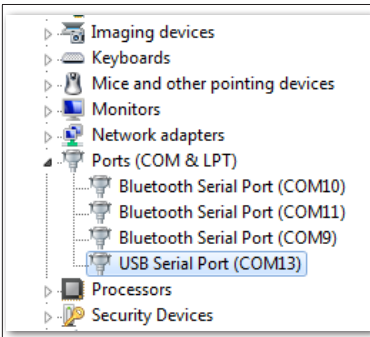 Imaging devices
Keyboards
Mice and other pointing devices
Monitors
Network adapters
Ports (COM & LPT)
Bluetooth Serial Port (COM10)
Bluetooth Serial Port (COM11)
Bluetooth Serial Port (COM9)
USB Serial Port (COM13)
Processors
Security Devices